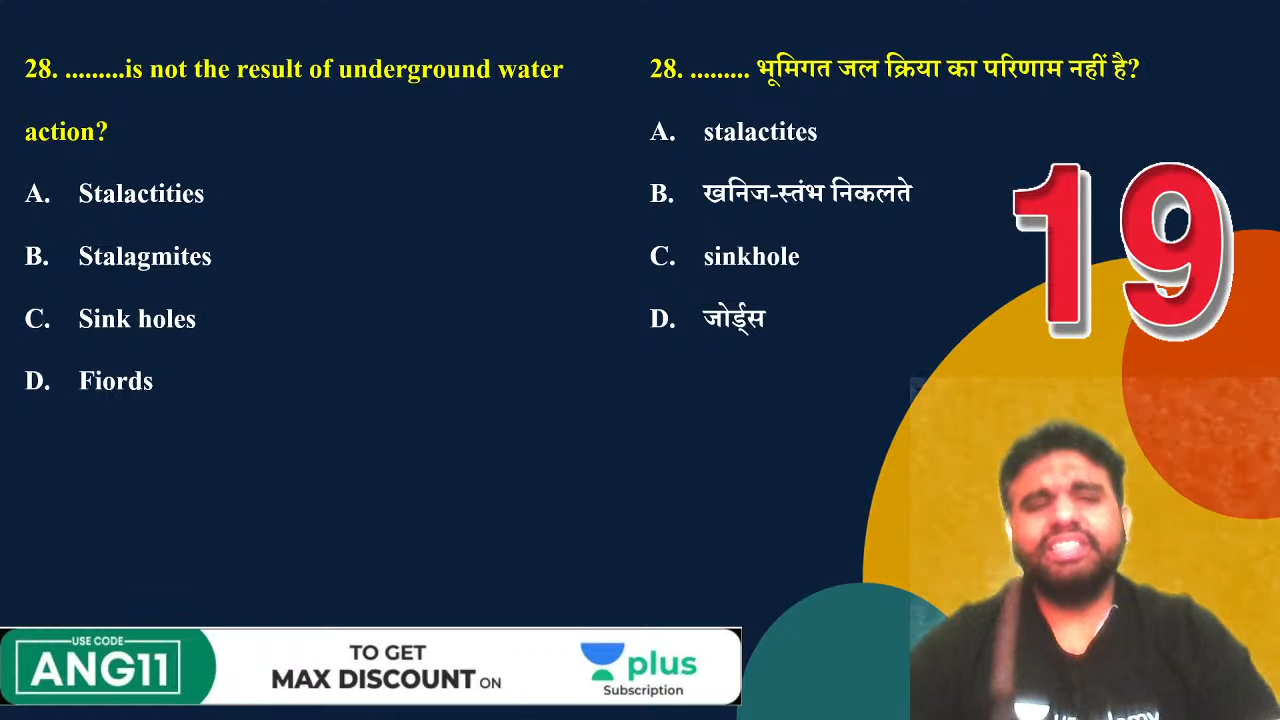 28. .........is not the result of underground water
action?
A. Stalactities
B. Stalagmites
C. Sink holes
D. Fiords
28. ......... भूमिगत जल क्रिया का परिणाम नहीं है?
A. stalactites
B. खनिज-स्तंभ निकलते
C. sinkhole
D. जोर्ड्स
19
USE CODE
ANG11
TO GET
MAX DISCOUNT ON
plus
Subscription